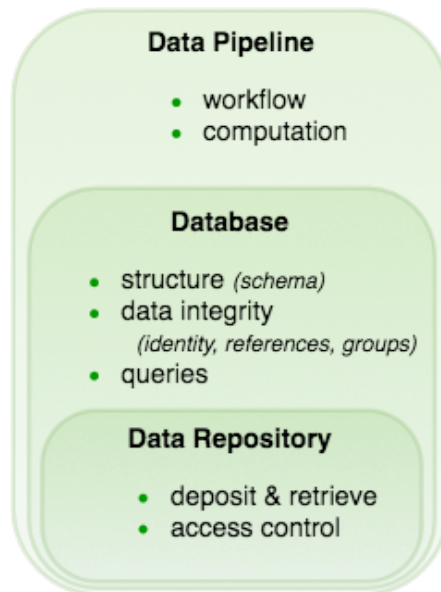 Data Pipeline
• workflow
• computation
Database
• structure (schema)
• data integrity
(identity, references, groups)
• queries
Data Repository
• deposit & retrieve
• access control